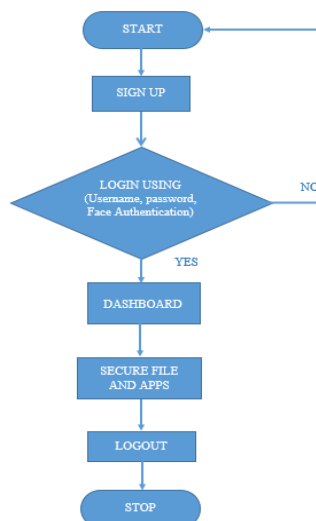 START
SIGN UP
LOGIN USING
(Username, password,
Face Authentication)
NO
YES
DASHBOARD
SECURE FILE
AND APPS
LOGOUT
STOP